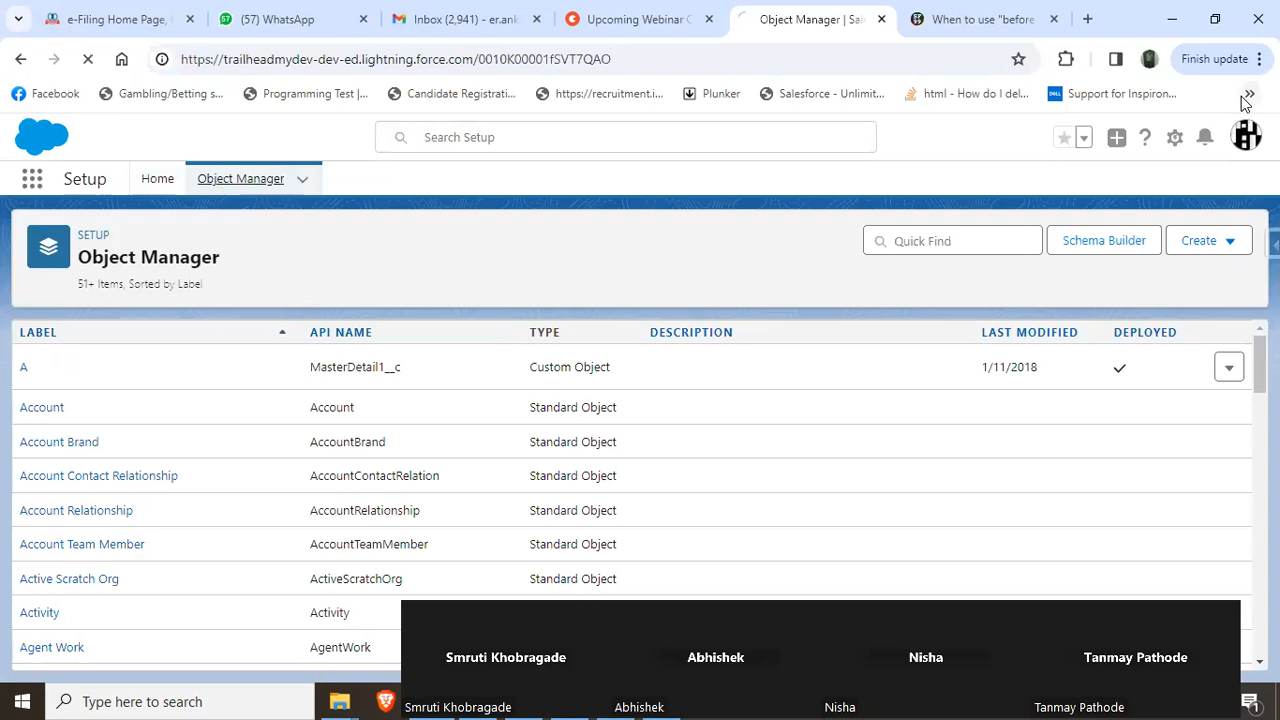 e-Filing Home Page, I
(57) WhatsApp
Inbox (2,941) - er.ank
Upcoming Webinar C
Object Manager | Sale
When to use "before
https://trailheadmydev-dev-ed.lightning.force.com/0010K00001fSVT7QAO
Finish update
Facebook
Gambling/Betting s...
Programming Test |...
Candidate Registrati...
https://recruitment.i...
Plunker
Salesforce - Unlimit...
html - How do I del...
Support for Inspiron...
Search Setup
Setup
Home
Object Manager
SETUP
Object Manager
51+ Items, Sorted by Label
Quick Find
Schema Builder
Create
LABEL API NAME TYPE DESCRIPTION LAST MODIFIED DEPLOYED
A MasterDetail1__c Custom Object 1/11/2018
Account Account Standard Object
Account Brand AccountBrand Standard Object
Account Contact Relationship AccountContactRelation Standard Object
Account Relationship AccountRelationship Standard Object
Account Team Member AccountTeamMember Standard Object
Active Scratch Org ActiveScratchOrg Standard Object
Activity Activity
Agent Work AgentWork
Smruti Khobragade Abhishek Nisha Tanmay Pathode
Smruti Khobragade Abhishek Nisha Tanmay Pathode
Type here to search
1